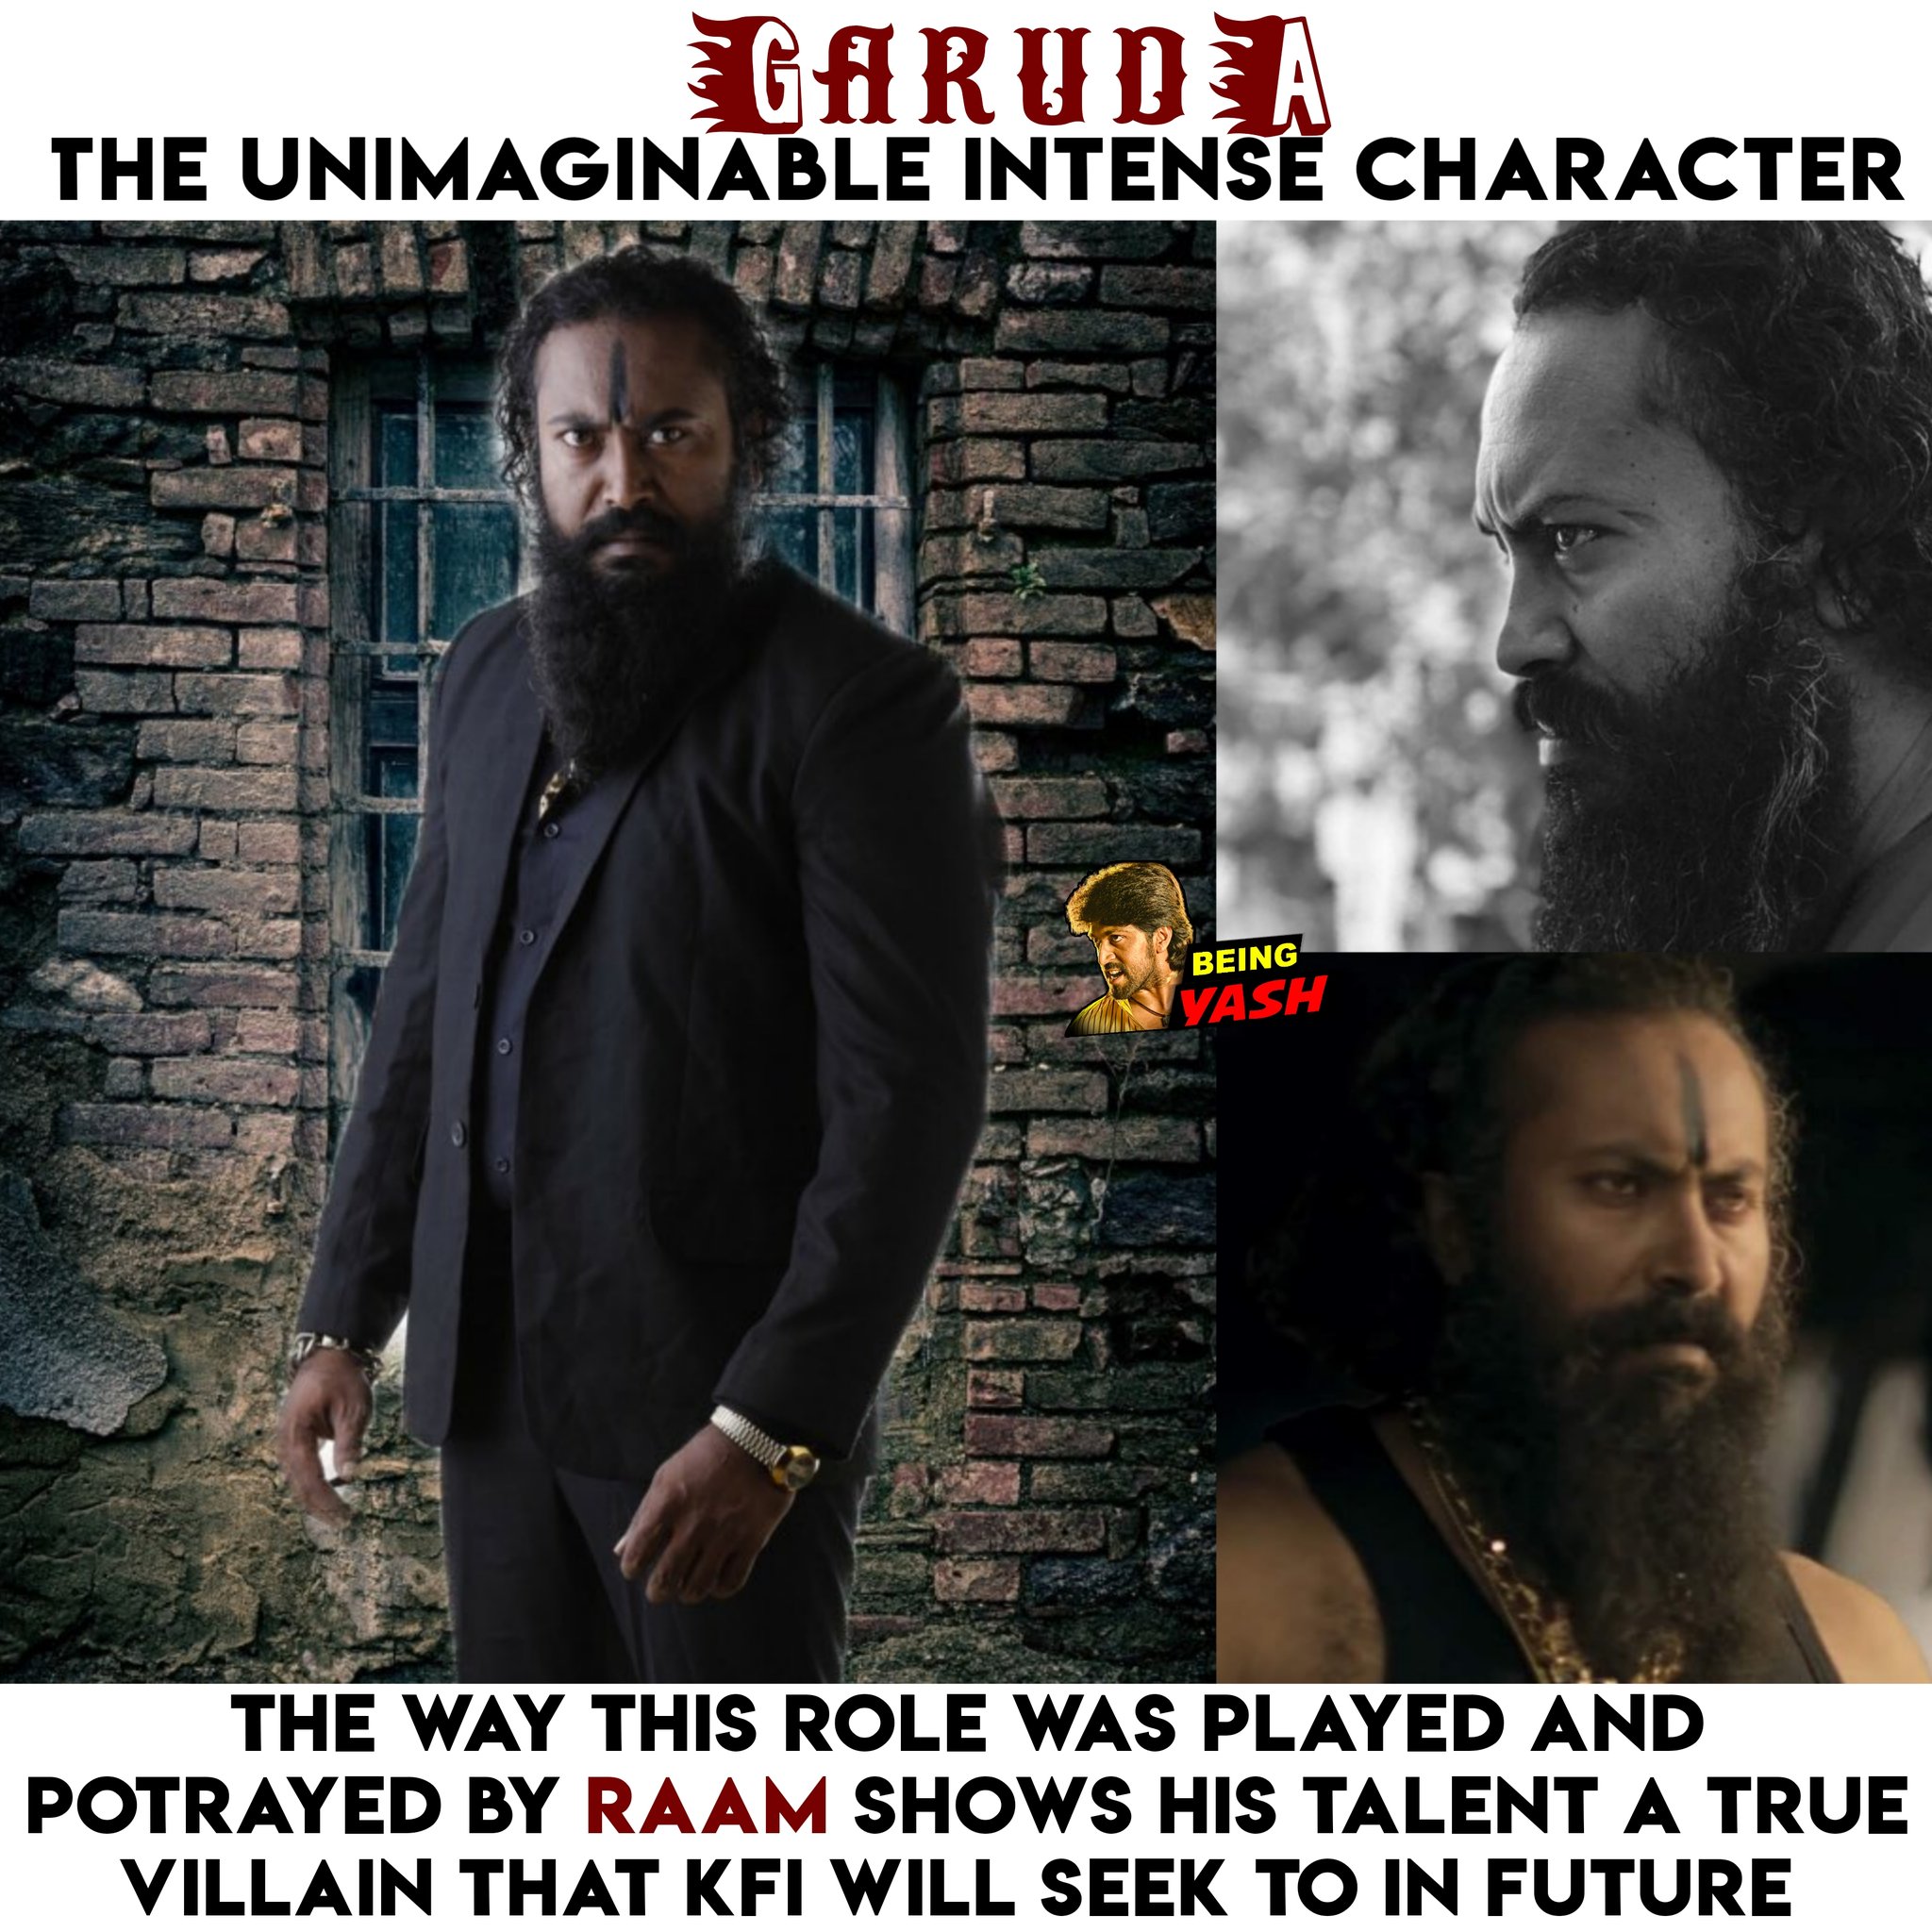 GARUDA
THE UNIMAGINABLE INTENSE CHARACTER
BEING
YASH
THE WAY THIS ROLE WAS PLAYED AND
POTRAYED BY RAAM SHOWS HIS TALENT A TRUE
VILLAIN THAT KFI WILL SEEK TO IN FUTURE